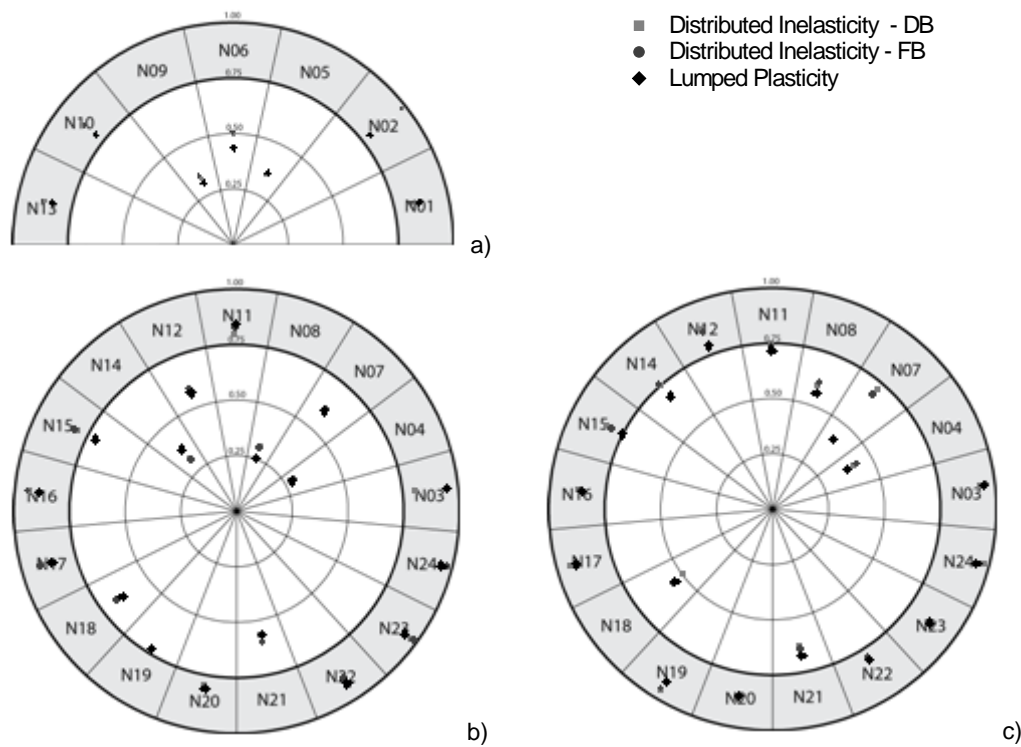 Distributed Inelasticity - DB
Distributed Inelasticity - FB
Lumped Plasticity
1.00
N06
N09
N05
0.75
N10
N02
0.50
0.25
N13
N01
a)
1.00
N11
N12
N08
0.75
N14
N07
0.50
N15
N04
0.25
N16
N03
N17
N24
N18
N23
N19
N22
N20
N21
b)
1.00
N11
N12
N08
0.75
N14
N07
0.50
N15
N04
0.25
N16
N03
N17
N24
N18
N23
N19
N22
N20
N21
c)